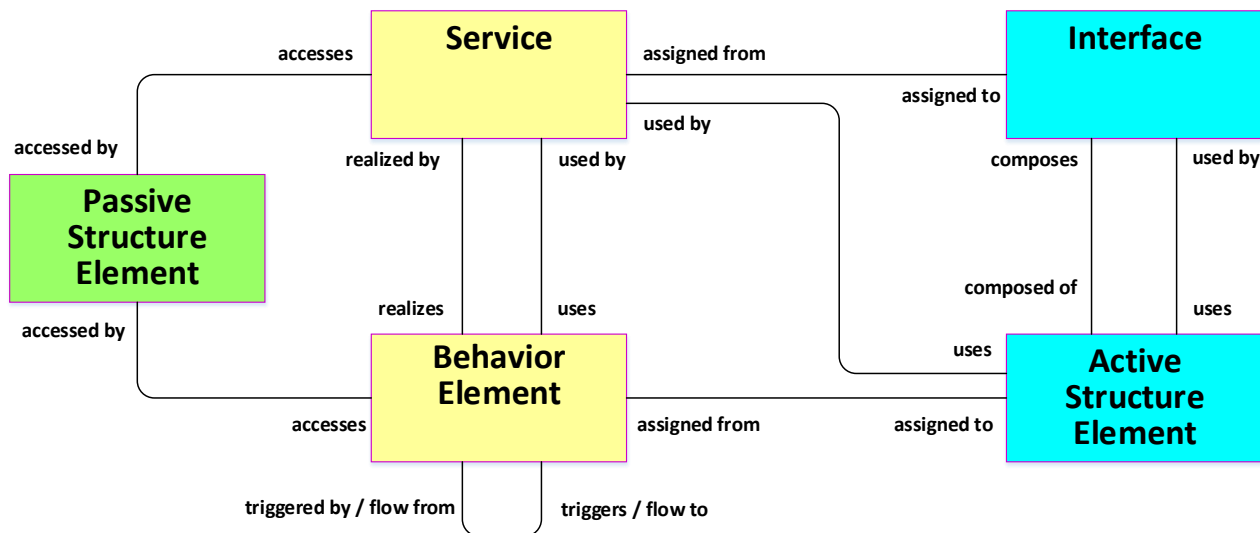 Service
Interface
accesses
assigned from
assigned to
used by
accessed by
realized by
used by
composes
used by
Passive
Structure
Element
composed of
realizes
uses
uses
accessed by
Behavior
Element
uses
Active
Structure
Element
accesses
assigned from
assigned to
triggered by / flow from
triggers / flow to